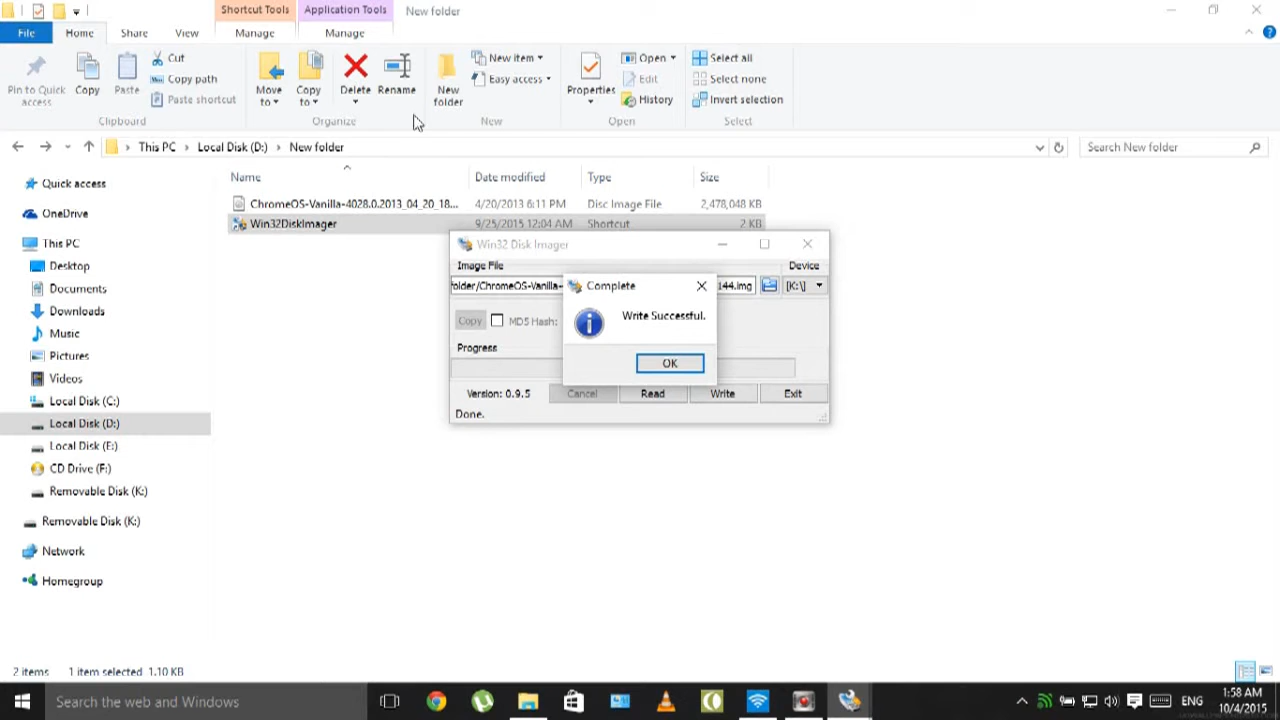 Shortcut Tools
Application Tools
New folder
File
Home
Share
View
Manage
Manage
Pin to Quick access
Copy
Paste
Cut
Copy path
Paste shortcut
Clipboard
Move to
Copy to
Delete
Rename
Organize
New folder
New item
Easy access
New
Properties
Open
Edit
History
Open
Select all
Select none
Invert selection
Select
This PC
Local Disk (D:)
New folder
Search New folder
Name
Date modified
Type
Size
ChromeOS-Vanilla-4028.0.2013_04_20_18...
4/20/2013 6:11 PM
Disc Image File
2,478,048 KB
Win32DiskImager
9/25/2015 12:04 AM
Shortcut
2 KB
Quick access
OneDrive
This PC
Desktop
Documents
Downloads
Music
Pictures
Videos
Local Disk (C:)
Local Disk (D:)
Local Disk (E:)
CD Drive (F:)
Removable Disk (K:)
Removable Disk (K:)
Network
Homegroup
Win32 Disk Imager
Image File
Device
folder/ChromeOS-Vanilla-
144.img
[K:\]
Copy
MD5 Hash:
Progress
Version: 0.9.5
Cancel
Read
Write
Exit
Done.
Complete
Write Successful.
OK
2 items
1 item selected 1.10 KB
Search the web and Windows
ENG
1:58 AM
10/4/2015